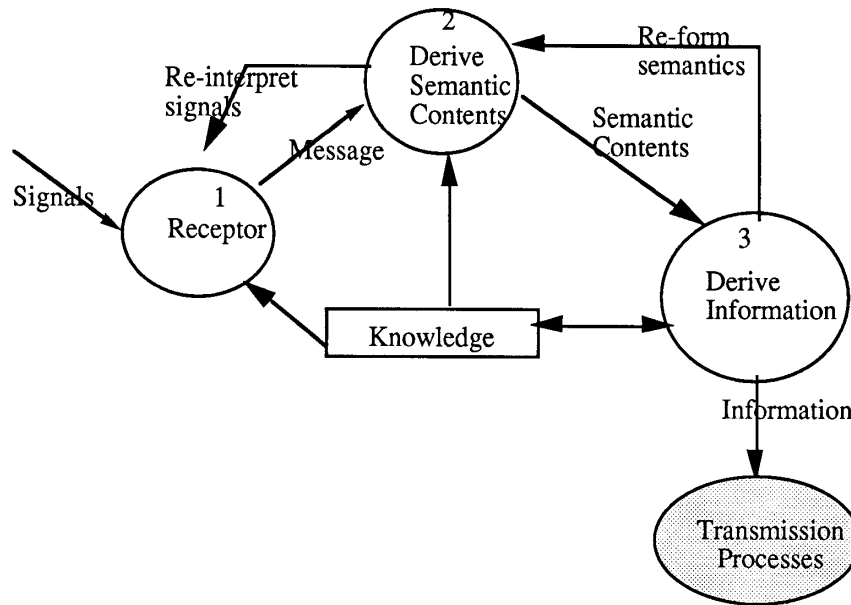 2
Derive
Semantic
Contents
Re-form
semantics
Re-interpret
signals
Semantic
Contents
Message
Signals
1
Receptor
3
Derive
Information
Knowledge
Information
Transmission
Processes